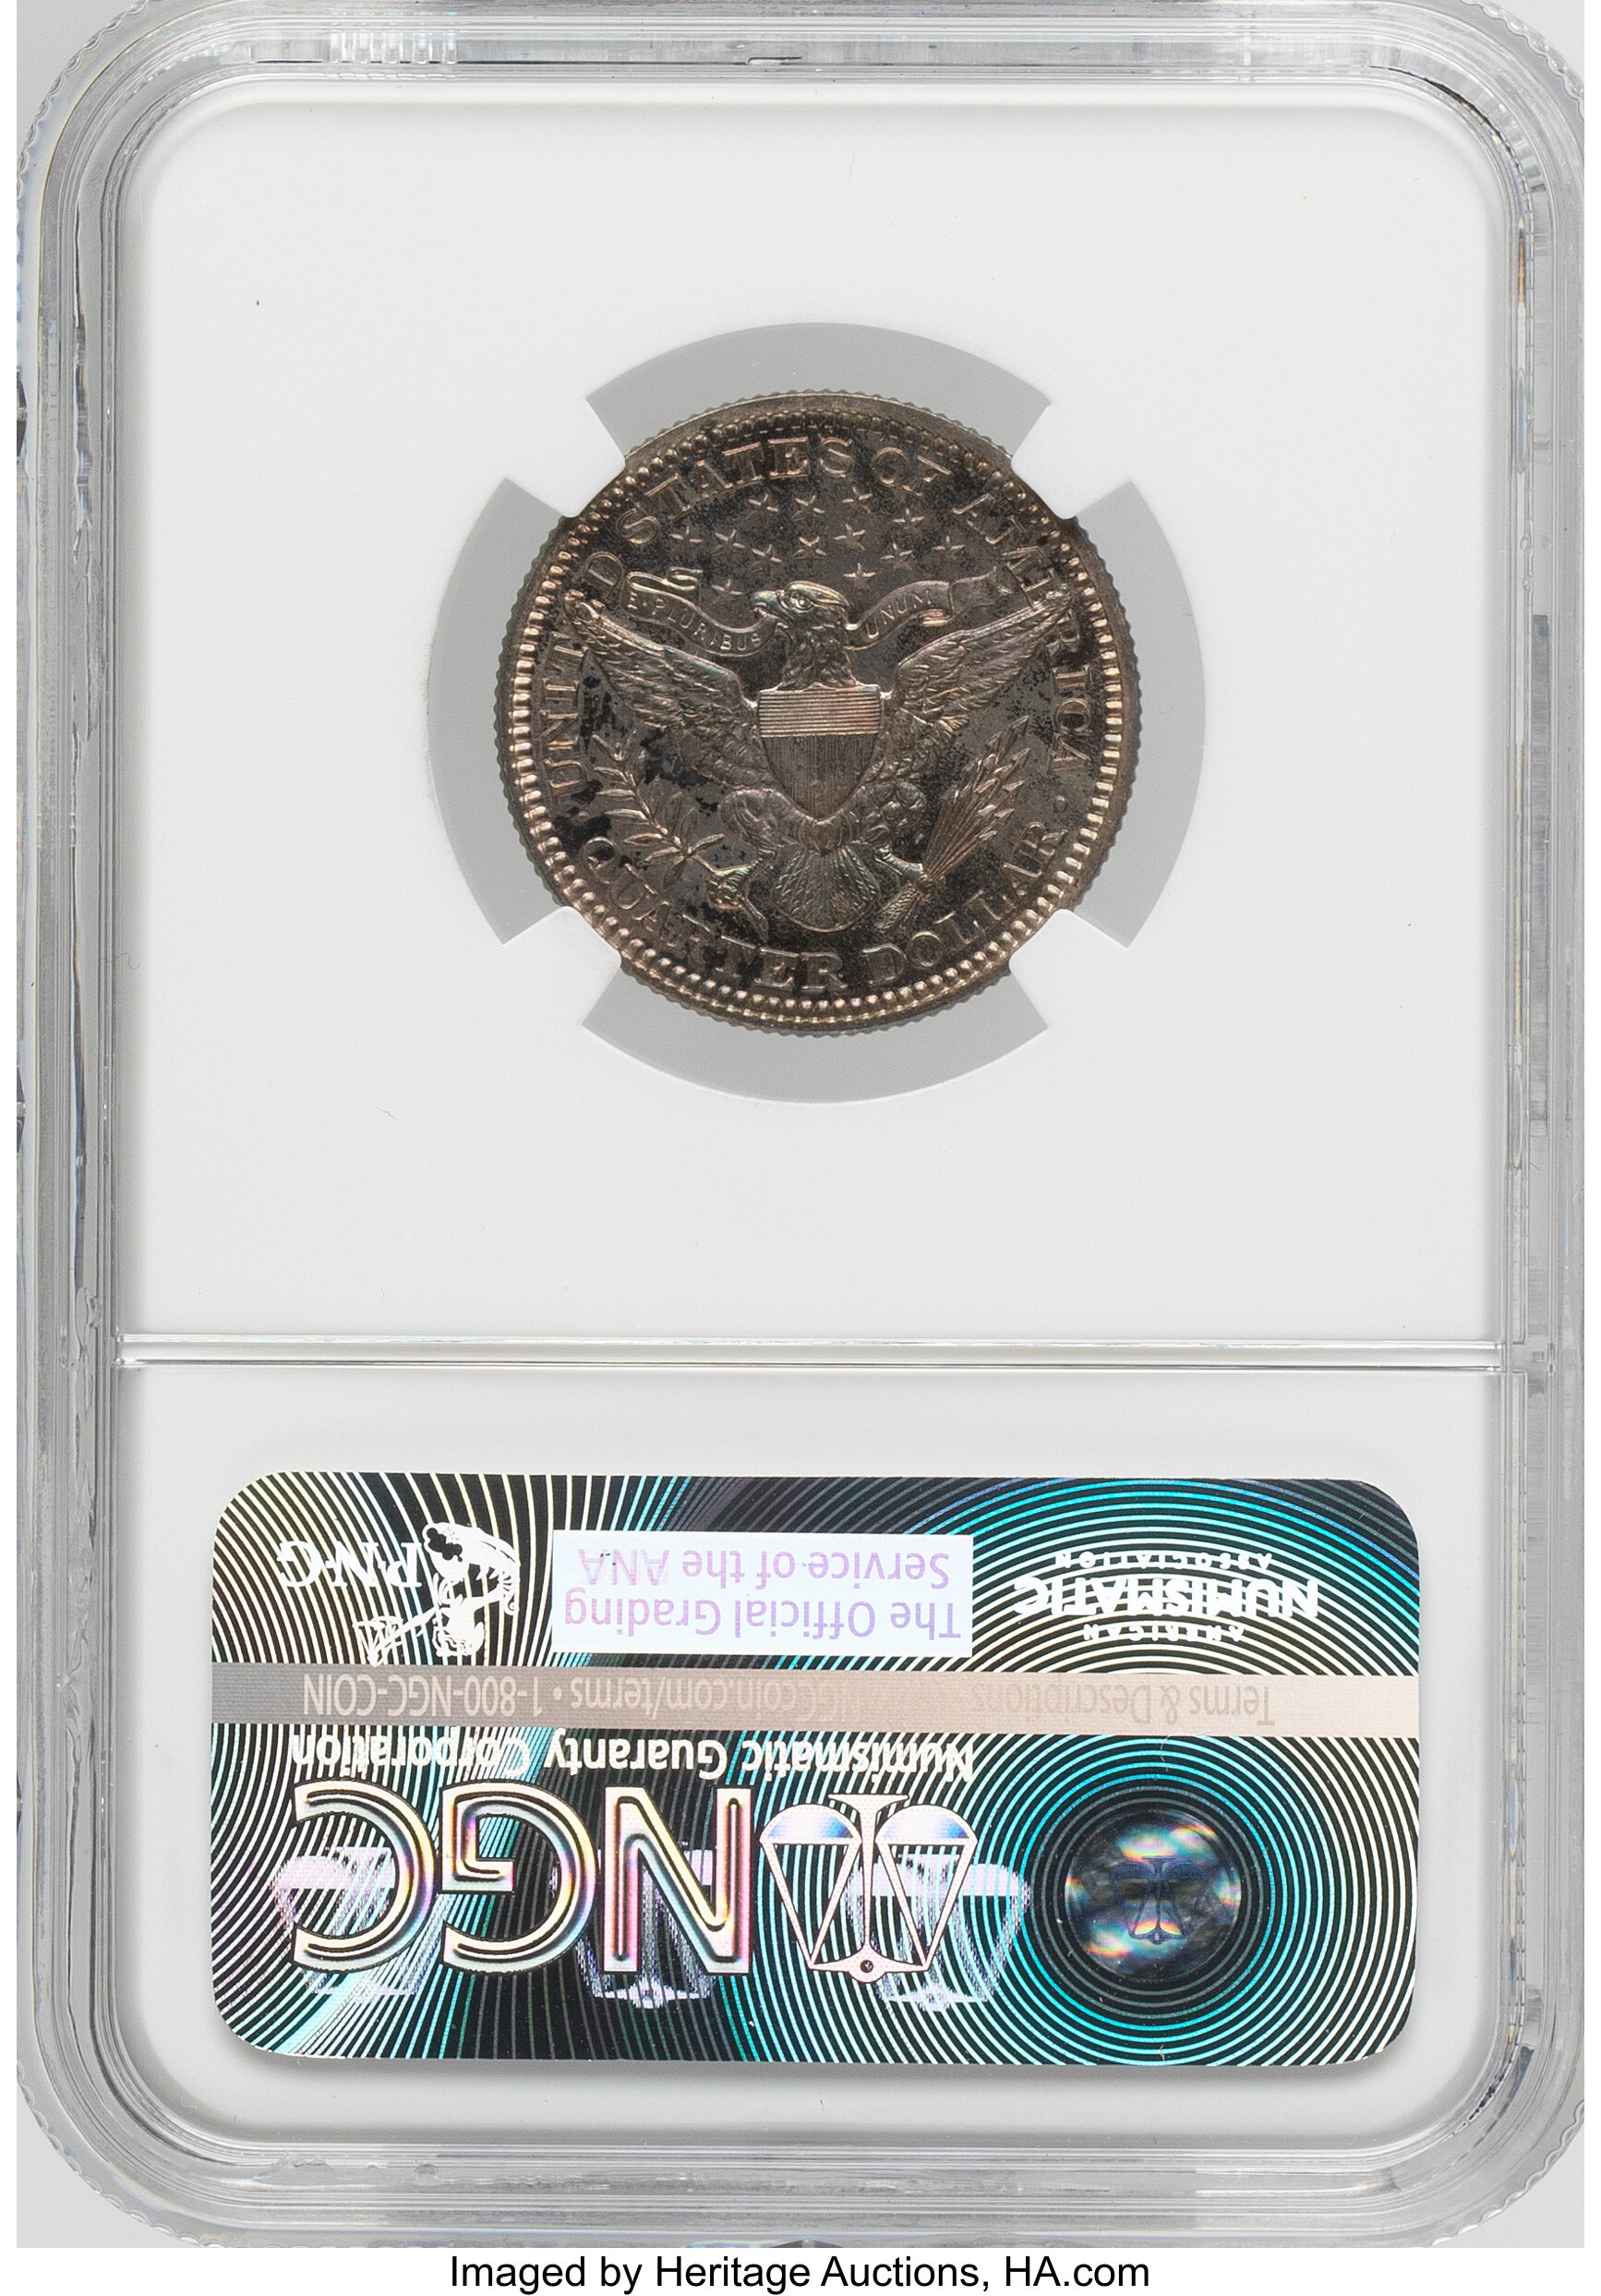 UNITED STATES OF AMERICA
E PLURIBUS UNUM
QUARTER DOLLAR
NGC
Numismatic Guaranty Corporation
Terms & Descriptions NGCcoin.com/terms • 1-800-NGC-COIN
The Official Grading
Service of the ANA
AMERICAN
NUMISMATIC
ASSOCIATION
PNG
Imaged by Heritage Auctions, HA.com